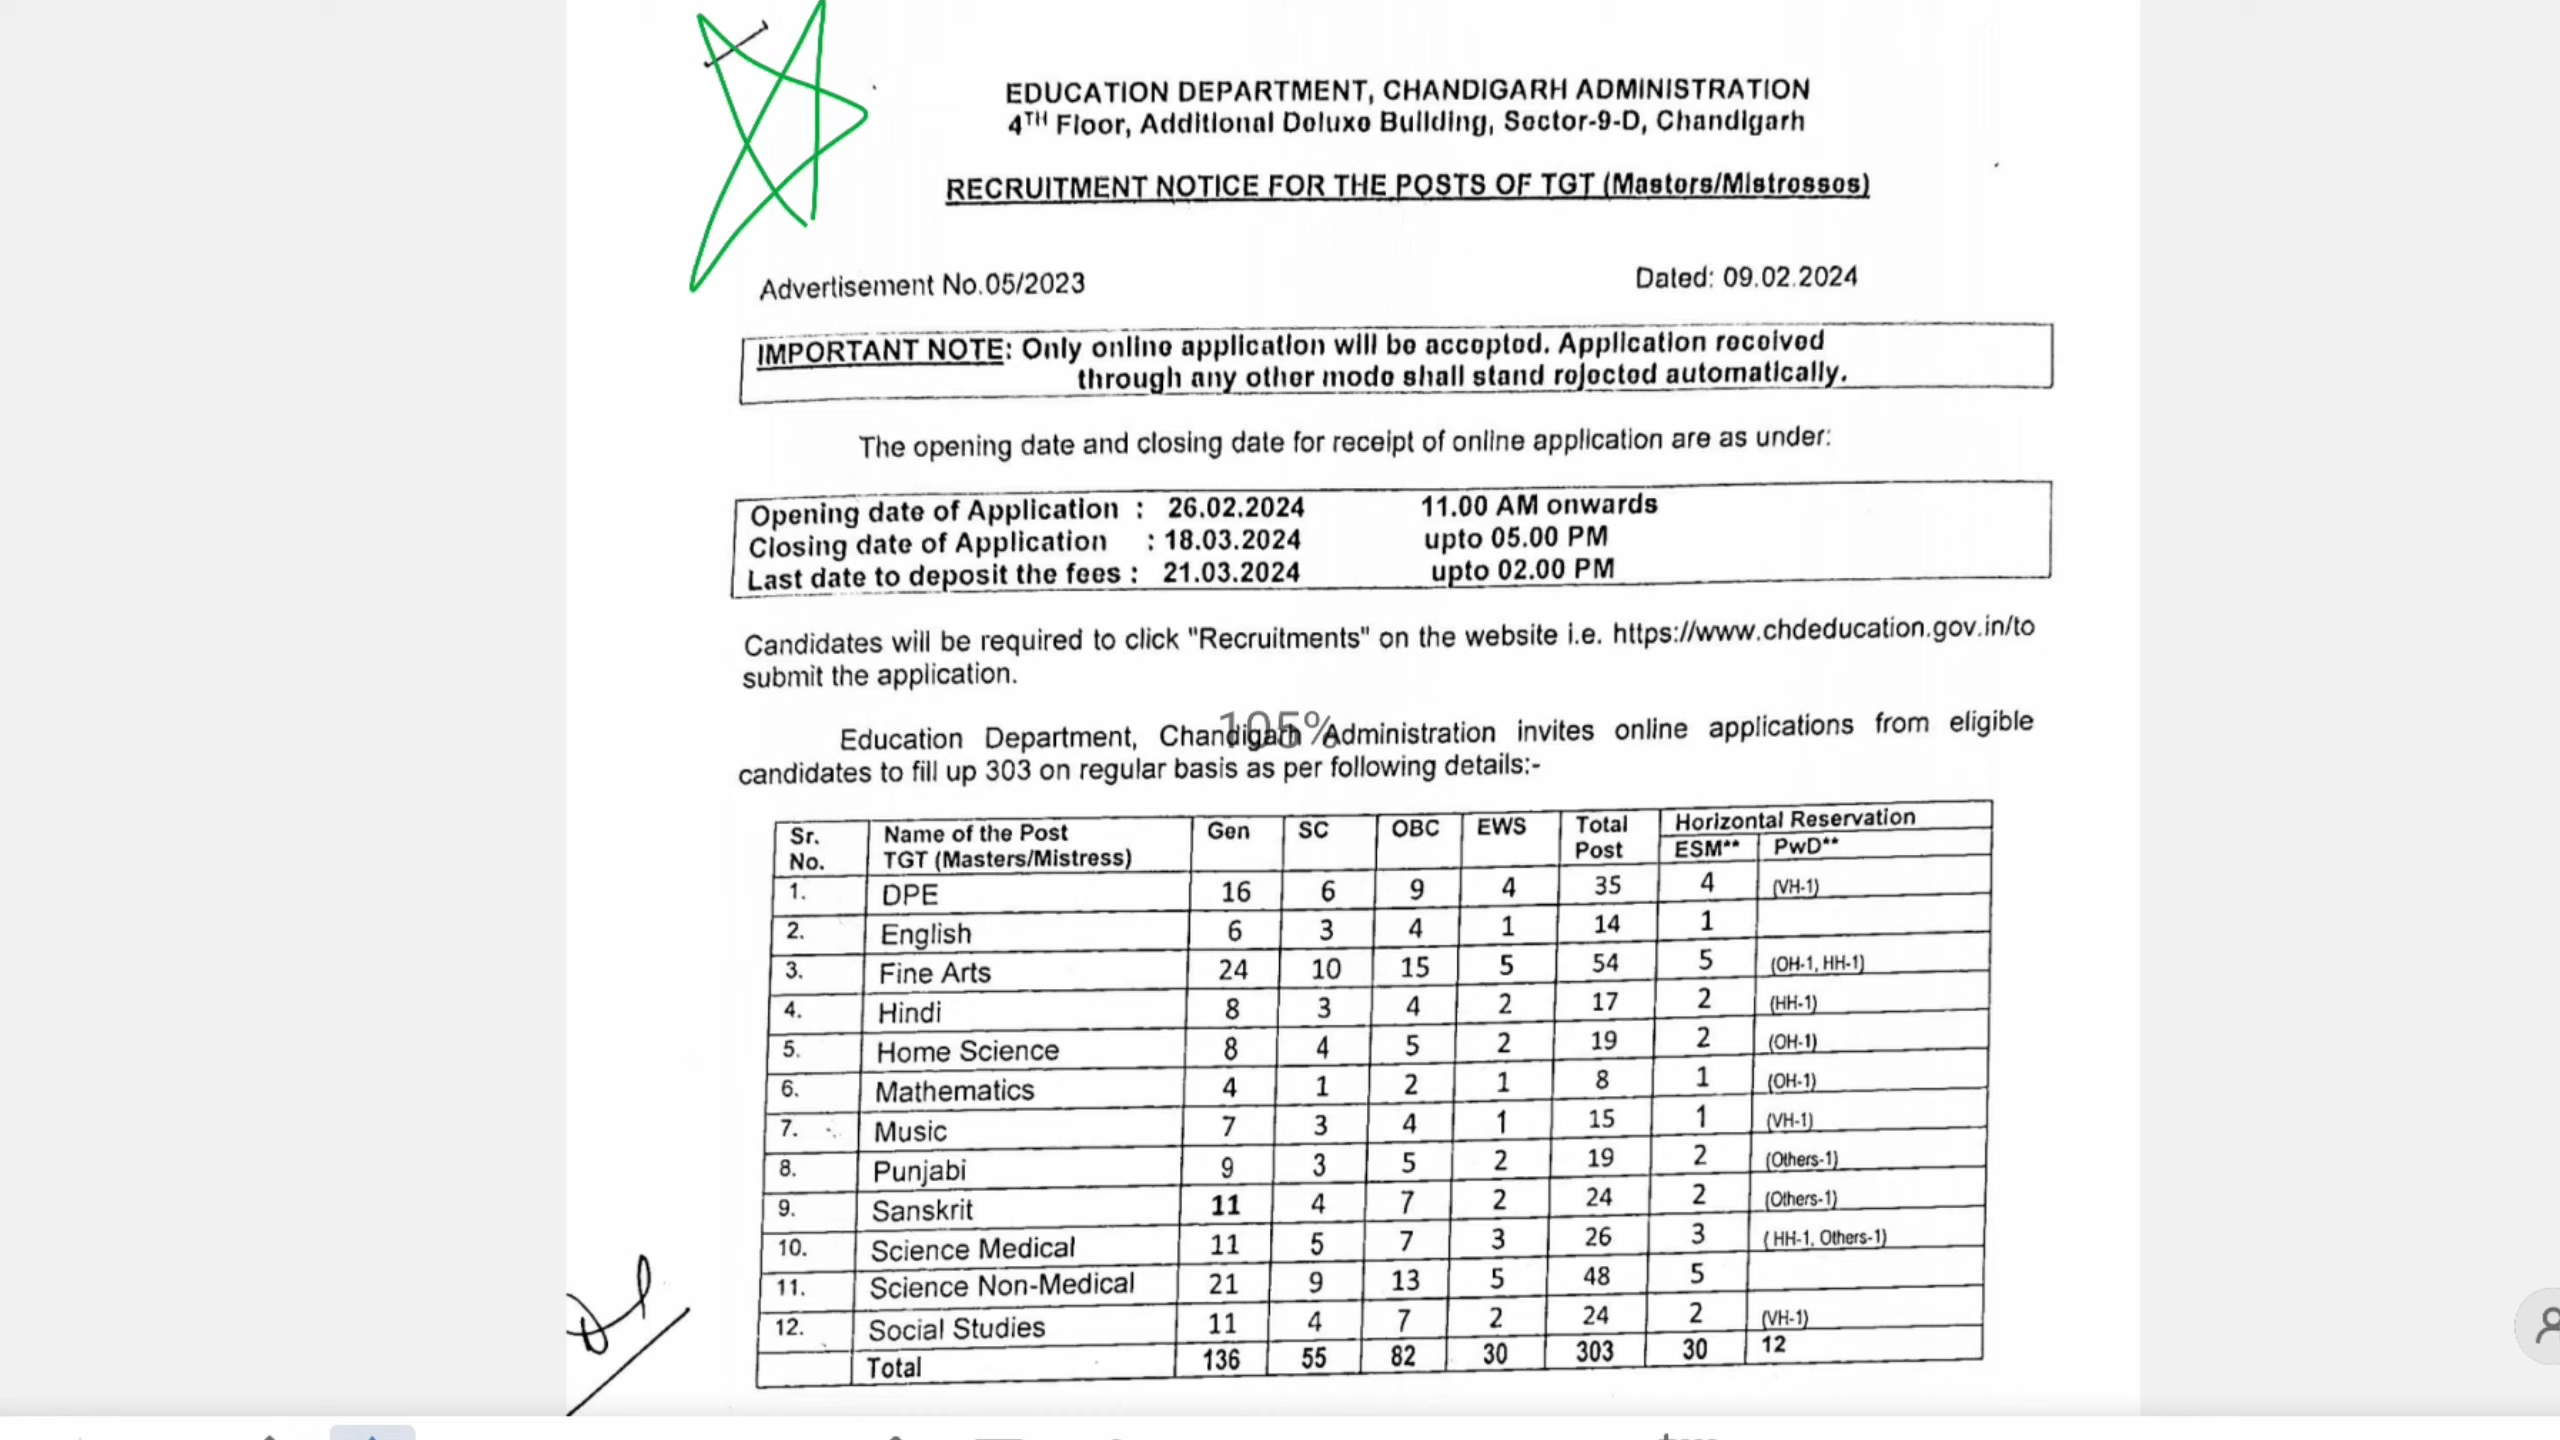 EDUCATION DEPARTMENT, CHANDIGARH ADMINISTRATION
4TH Floor, Additional Deluxe Building, Sector-9-D, Chandigarh
RECRUITMENT NOTICE FOR THE POSTS OF TGT (Masters/Mistresses)
Advertisement No.05/2023 Dated: 09.02.2024
IMPORTANT NOTE: Only online application will be accepted. Application received
through any other mode shall stand rejected automatically.
The opening date and closing date for receipt of online application are as under:
Opening date of Application : 26.02.2024 11.00 AM onwards
Closing date of Application : 18.03.2024 upto 05.00 PM
Last date to deposit the fees : 21.03.2024 upto 02.00 PM
Candidates will be required to click "Recruitments" on the website i.e. https://www.chdeducation.gov.in/to
submit the application.
105%
Education Department, Chandigarh Administration invites online applications from eligible
candidates to fill up 303 on regular basis as per following details:-
Sr. No. Name of the Post TGT (Masters/Mistress) Gen SC OBC EWS Total Post Horizontal Reservation
ESM** PwD**
1. DPE 16 6 9 4 35 4 (VH-1)
2. English 6 3 4 1 14 1
3. Fine Arts 24 10 15 5 54 5 (OH-1, HH-1)
4. Hindi 8 3 4 2 17 2 (HH-1)
5. Home Science 8 4 5 2 19 2 (OH-1)
6. Mathematics 4 1 2 1 8 1 (OH-1)
7. Music 7 3 4 1 15 1 (VH-1)
8. Punjabi 9 3 5 2 19 2 (Others-1)
9. Sanskrit 11 4 7 2 24 2 (Others-1)
10. Science Medical 11 5 7 3 26 3 ( HH-1, Others-1)
11. Science Non-Medical 21 9 13 5 48 5
12. Social Studies 11 4 7 2 24 2 (VH-1)
Total 136 55 82 30 303 30 12